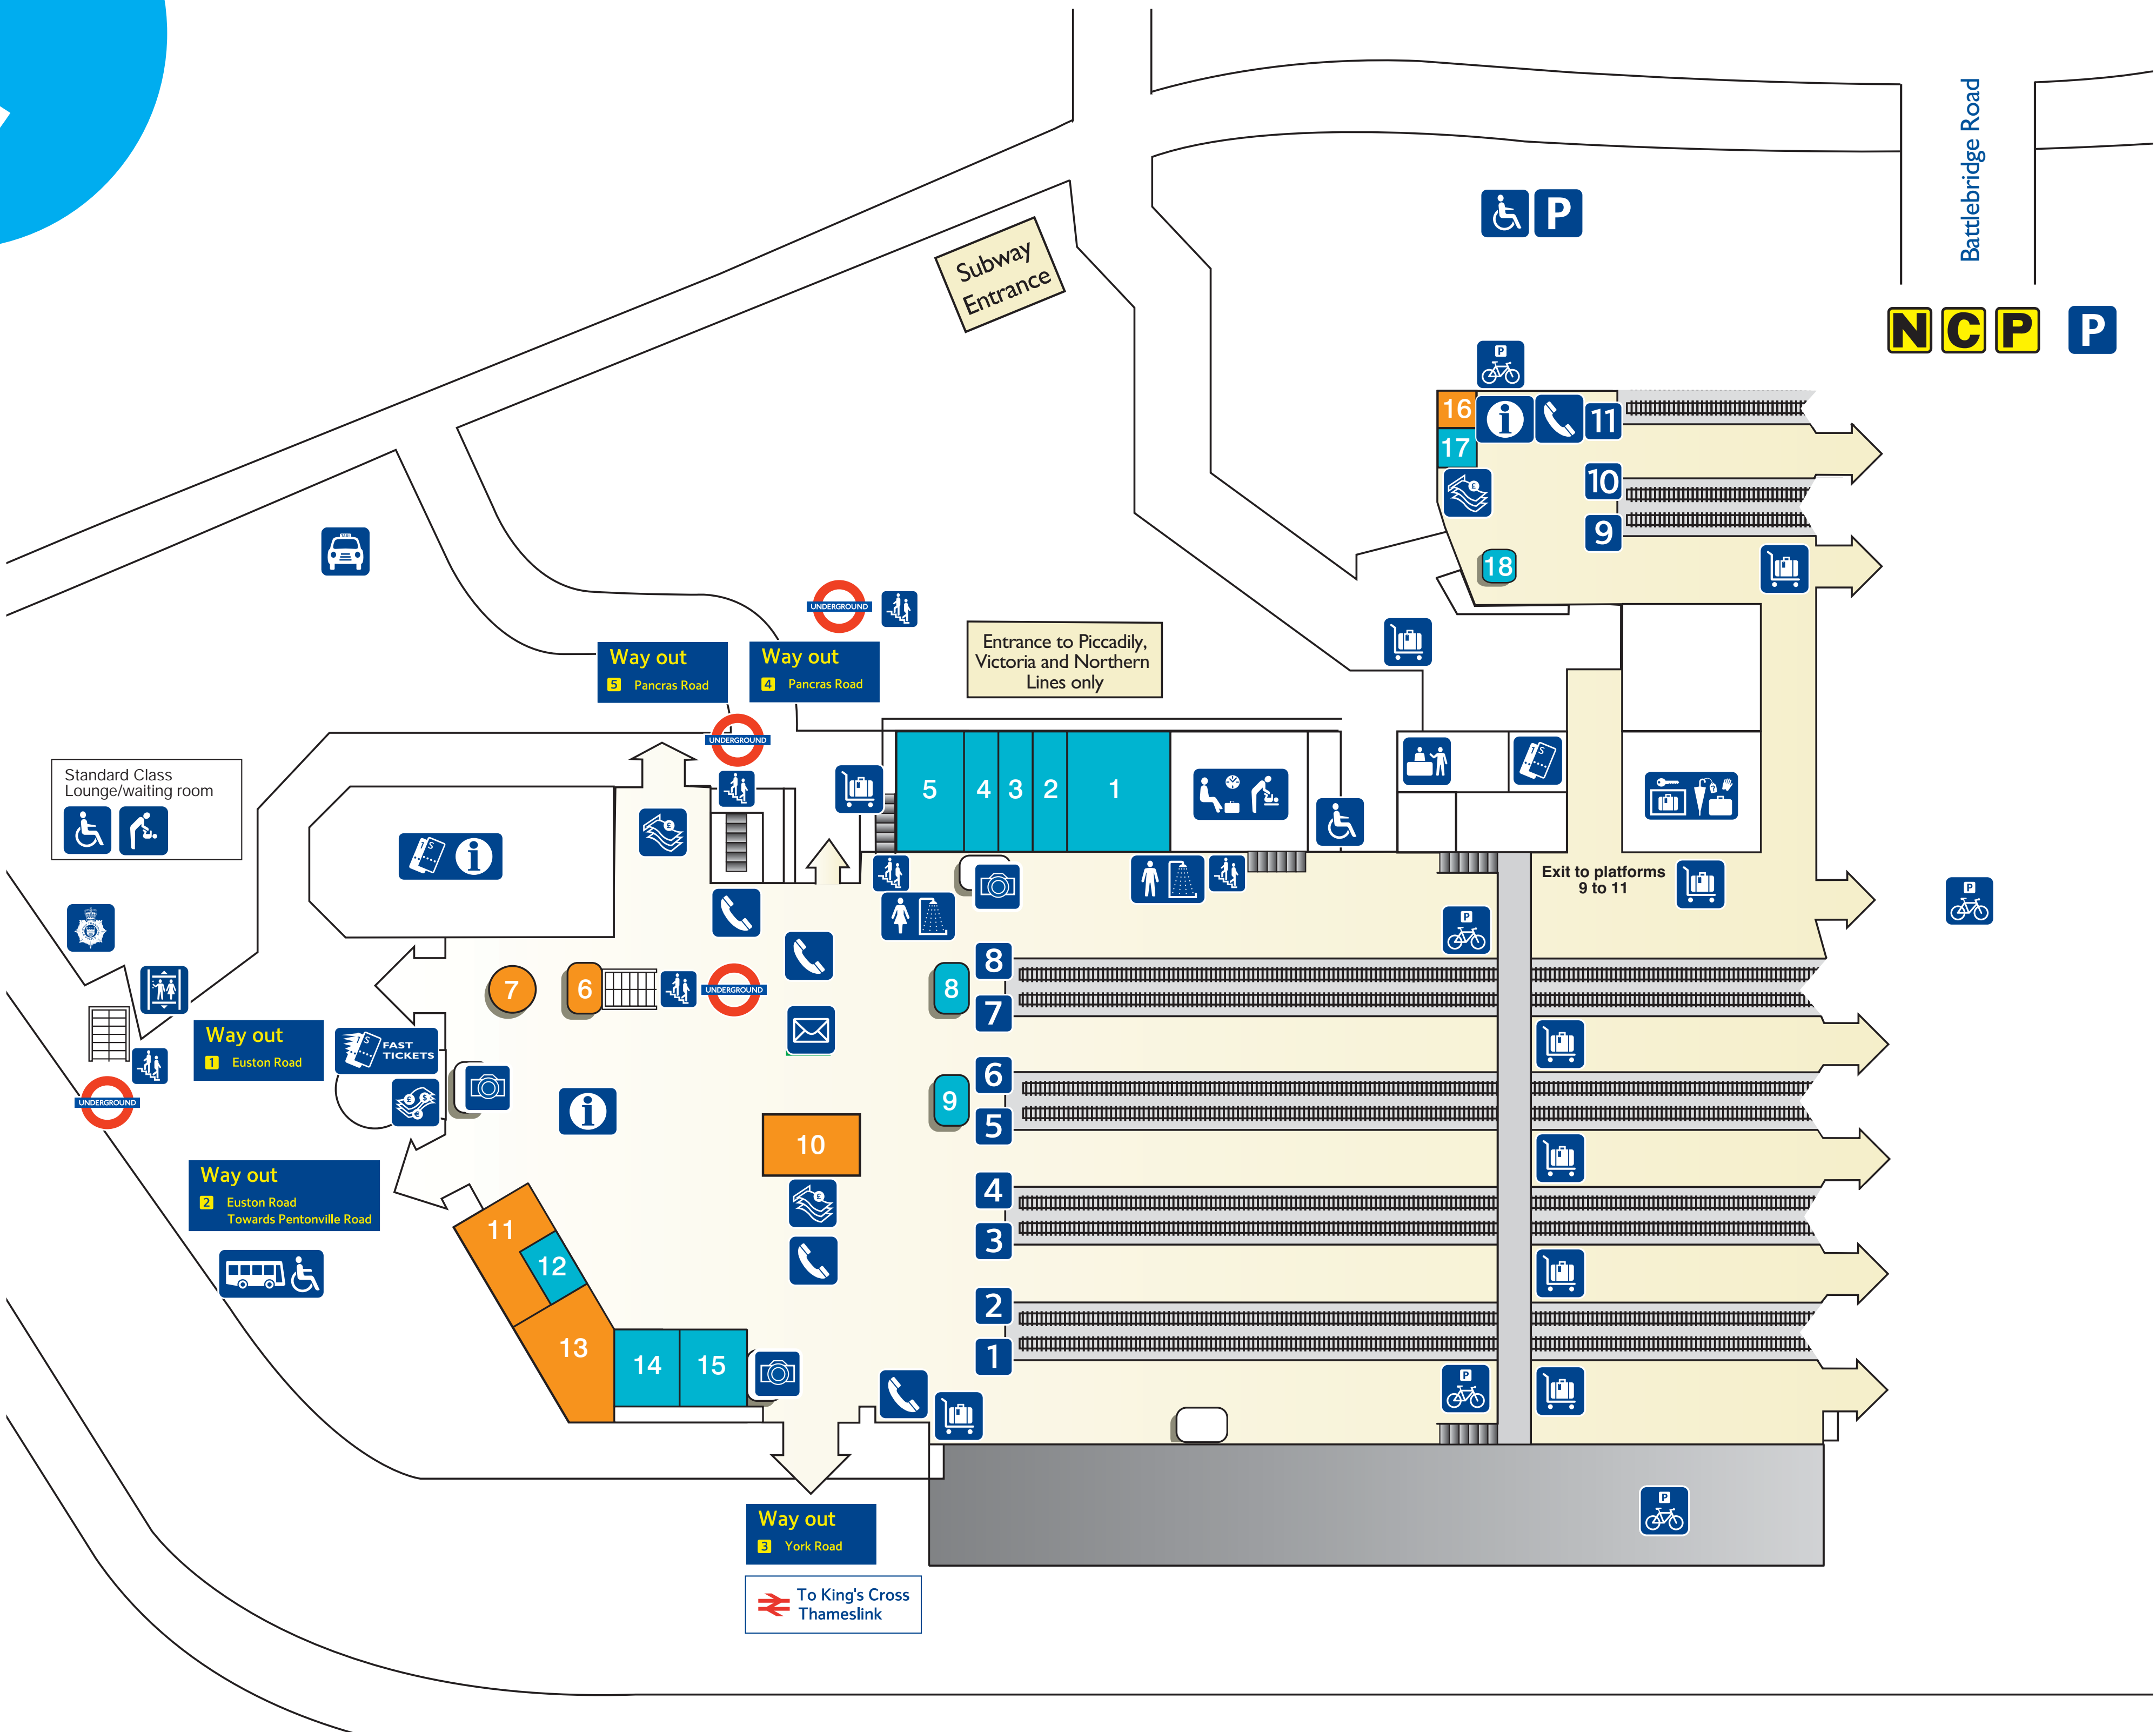 Battlebridge Road
P
N C P
P
Subway
Entrance
P
16
11
17
10
9
18
UNDERGROUND
Way out
5 Pancras Road
Way out
4 Pancras Road
Entrance to Piccadily,
Victoria and Northern
Lines only
UNDERGROUND
Standard Class
Lounge/waiting room
5
4
3
2
1
Exit to platforms
9 to 11
P
P
8
7
6
UNDERGROUND
8
7
Way out
1 Euston Road
FAST
TICKETS
UNDERGROUND
9
6
5
10
Way out
2 Euston Road
Towards Pentonville Road
4
3
11
12
13
14
15
2
1
P
Way out
3 York Road
P
To King's Cross
Thameslink